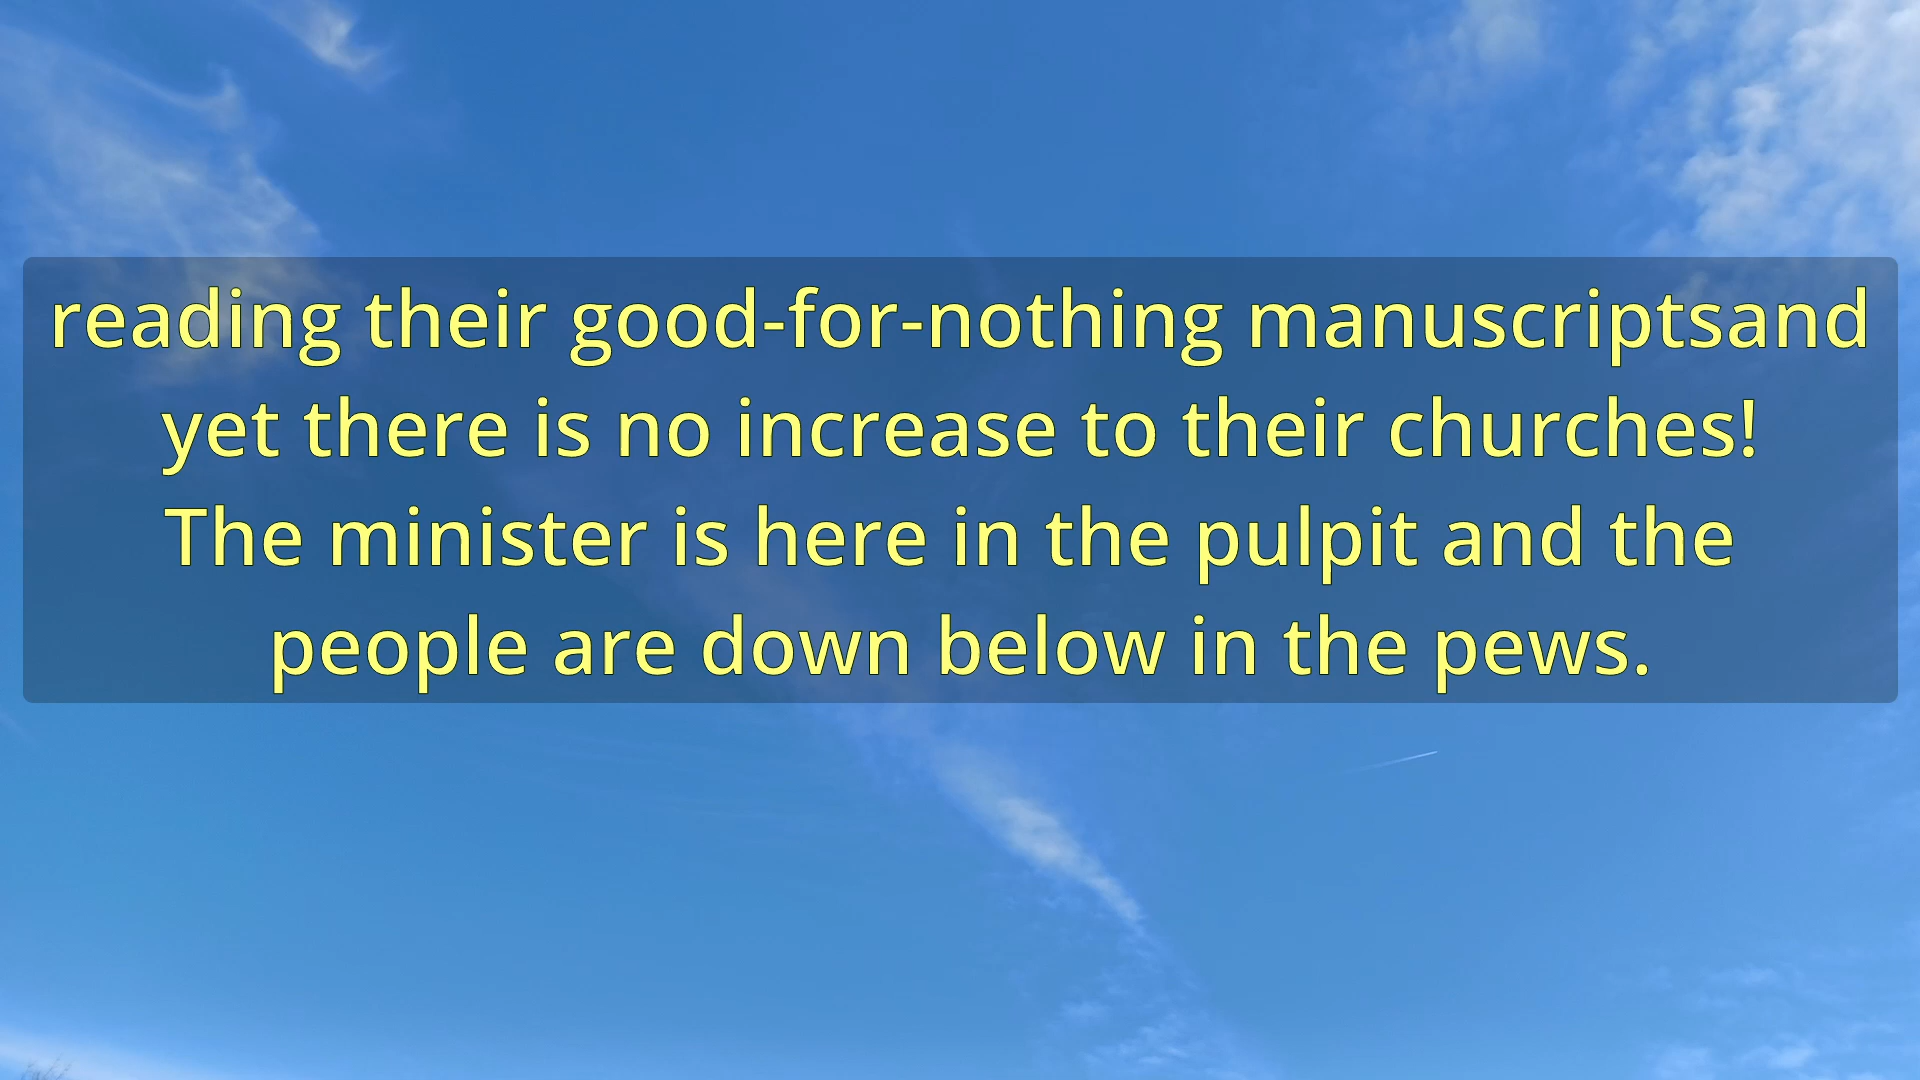 reading their good-for-nothing manuscriptsand
yet there is no increase to their churches!
The minister is here in the pulpit and the
people are down below in the pews.